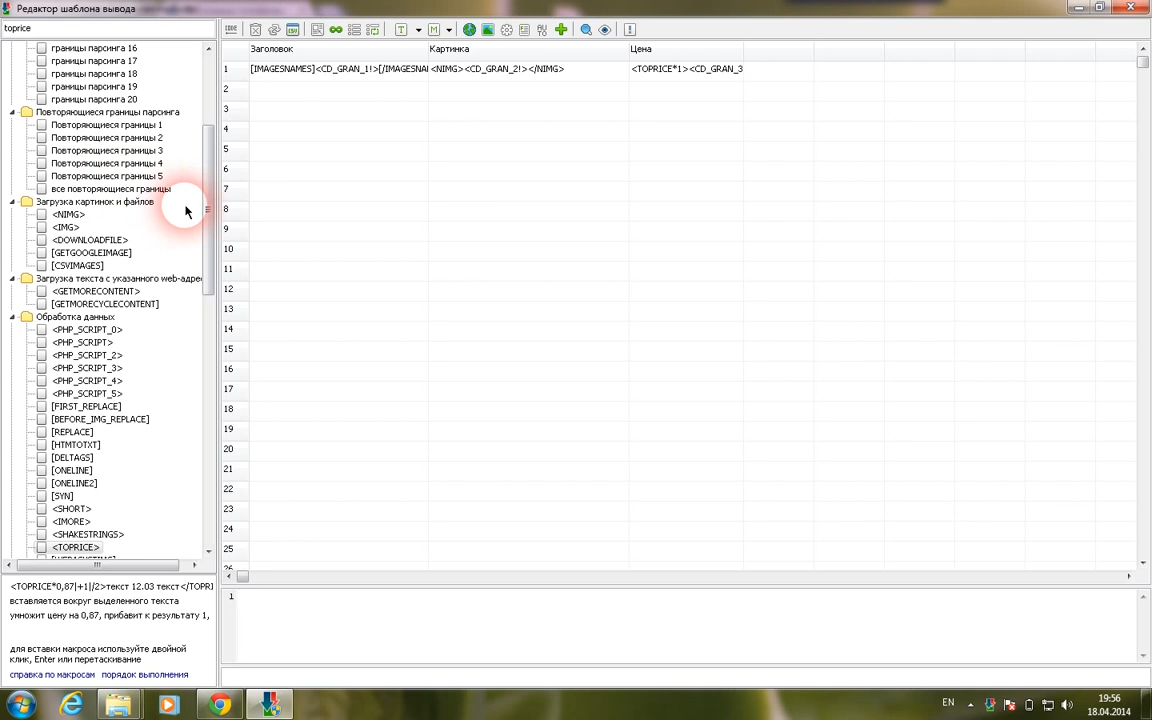 Редактор шаблона вывода
toprice
границы парсинга 16
границы парсинга 17
границы парсинга 18
границы парсинга 19
границы парсинга 20
Повторяющиеся границы парсинга
Повторяющиеся границы 1
Повторяющиеся границы 2
Повторяющиеся границы 3
Повторяющиеся границы 4
Повторяющиеся границы 5
все повторяющиеся границы
Загрузка картинок и файлов
<NIMG>
<IMG>
<DOWNLOADFILE>
[GETGOOGLEIMAGE]
[CSVIMAGES]
Загрузка текста с указанного web-адре
<GETMORECONTENT>
[GETMORECYCLECONTENT]
Обработка данных
<PHP_SCRIPT_0>
<PHP_SCRIPT>
<PHP_SCRIPT_2>
<PHP_SCRIPT_3>
<PHP_SCRIPT_4>
<PHP_SCRIPT_5>
[FIRST_REPLACE]
[BEFORE_IMG_REPLACE]
[REPLACE]
[HTMTOTXT]
[DELTAGS]
[ONELINE]
[ONELINE2]
[SYN]
<SHORT>
<IMORE>
<SHAKESTRINGS>
<TOPRICE>
<TOPRICE*0,87|+1|/2>текст 12.03 текст</TOPRI
вставляется вокруг выделенного текста
умножит цену на 0,87, прибавит к результату 1,
для вставки макроса используйте двойной
клик, Enter или перетаскивание
справка по макросам порядок выполнения
CODE CSV T M
Заголовок Картинка Цена
1 [IMAGESNAMES]<CD_GRAN_1!>[/IMAGESNAM <NIMG><CD_GRAN_2!></NIMG> <TOPRICE*1><CD_GRAN_3
2
3
4
5
6
7
8
9
10
11
12
13
14
15
16
17
18
19
20
21
22
23
24
25
26
1
EN 19:56
18.04.2014